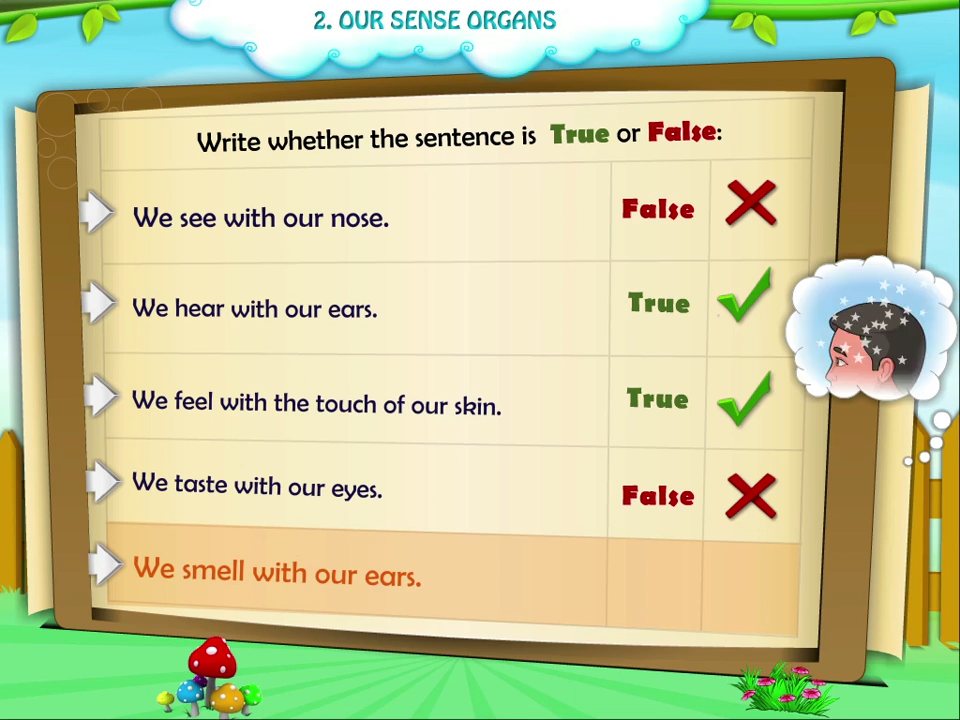 2. OUR SENSE ORGANS
Write whether the sentence is True or False:
We see with our nose. False
We hear with our ears. True
We feel with the touch of our skin. True
We taste with our eyes. False
We smell with our ears.